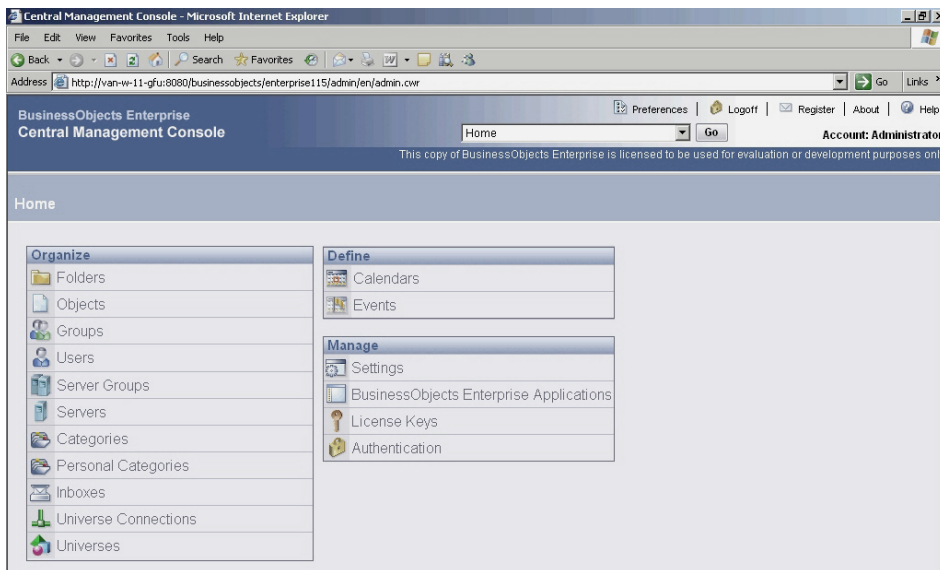 Central Management Console - Microsoft Internet Explorer
File Edit View Favorites Tools Help
Back Search Favorites
Address http://van-w-11-gfu:8080/businessobjects/enterprise115/admin/en/admin.cwr Go Links
Preferences | Logoff | Register | About | Help
BusinessObjects Enterprise
Central Management Console
Home Go Account: Administrator
This copy of BusinessObjects Enterprise is licensed to be used for evaluation or development purposes onl
Home
Organize
Folders
Objects
Groups
Users
Server Groups
Servers
Categories
Personal Categories
Inboxes
Universe Connections
Universes
Define
Calendars
Events
Manage
Settings
BusinessObjects Enterprise Applications
License Keys
Authentication